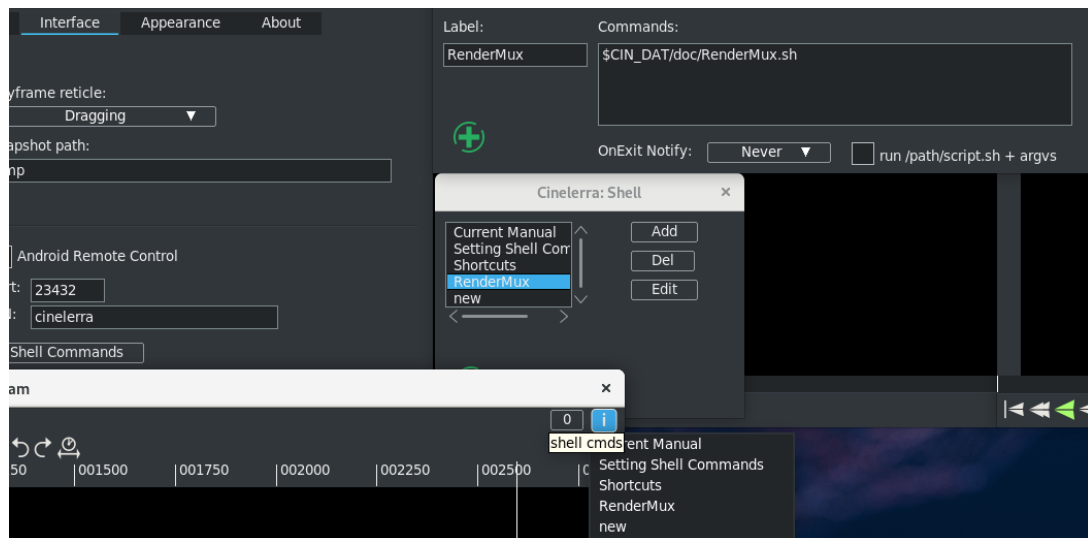 Interface Appearance About
yframe reticle:
Dragging
apshot path:
mp
Android Remote Control
t: 23432
: cinelerra
Shell Commands
Label:
Commands:
RenderMux
$CIN_DAT/doc/RenderMux.sh
OnExit Notify: Never run /path/script.sh + argvs
Cinelerra: Shell
Current Manual
Setting Shell Com
Shortcuts
RenderMux
new
Add
Del
Edit
am
0 i
shell cmds
50 001500 001750 002000 002250 002500 0
rent Manual
Setting Shell Commands
Shortcuts
RenderMux
new